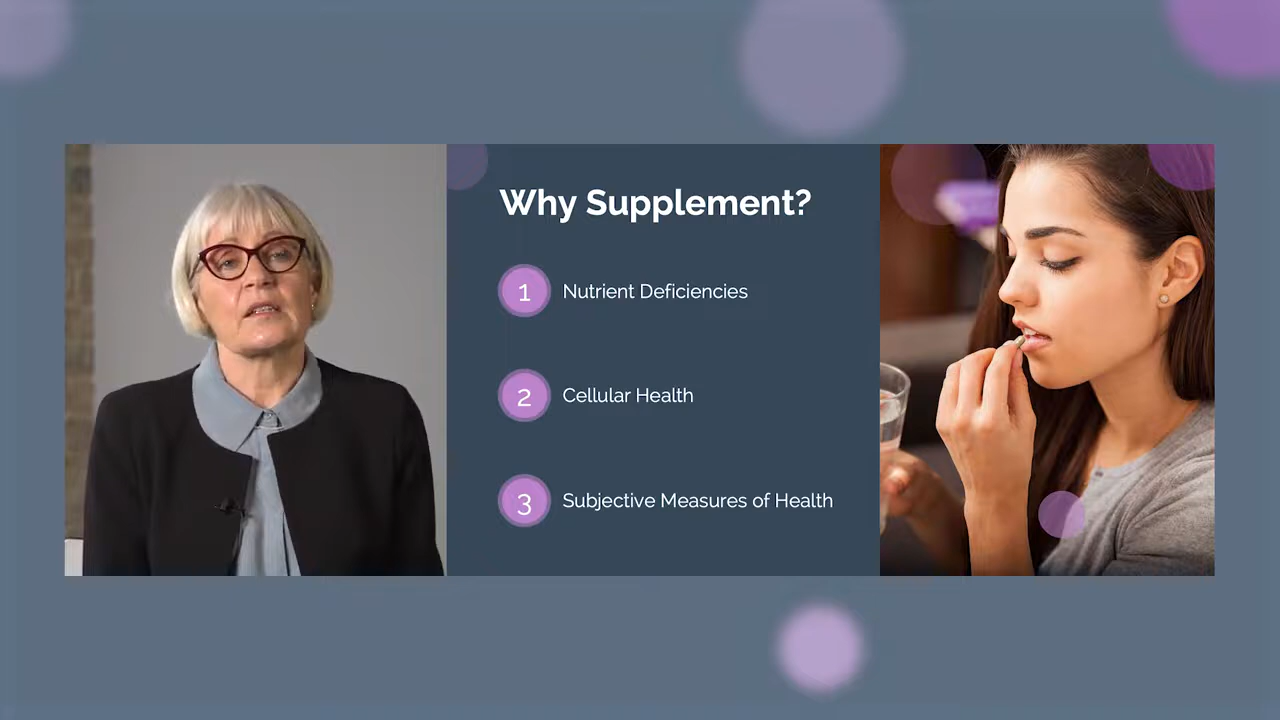 Why Supplement?
1 Nutrient Deficiencies
2 Cellular Health
3 Subjective Measures of Health